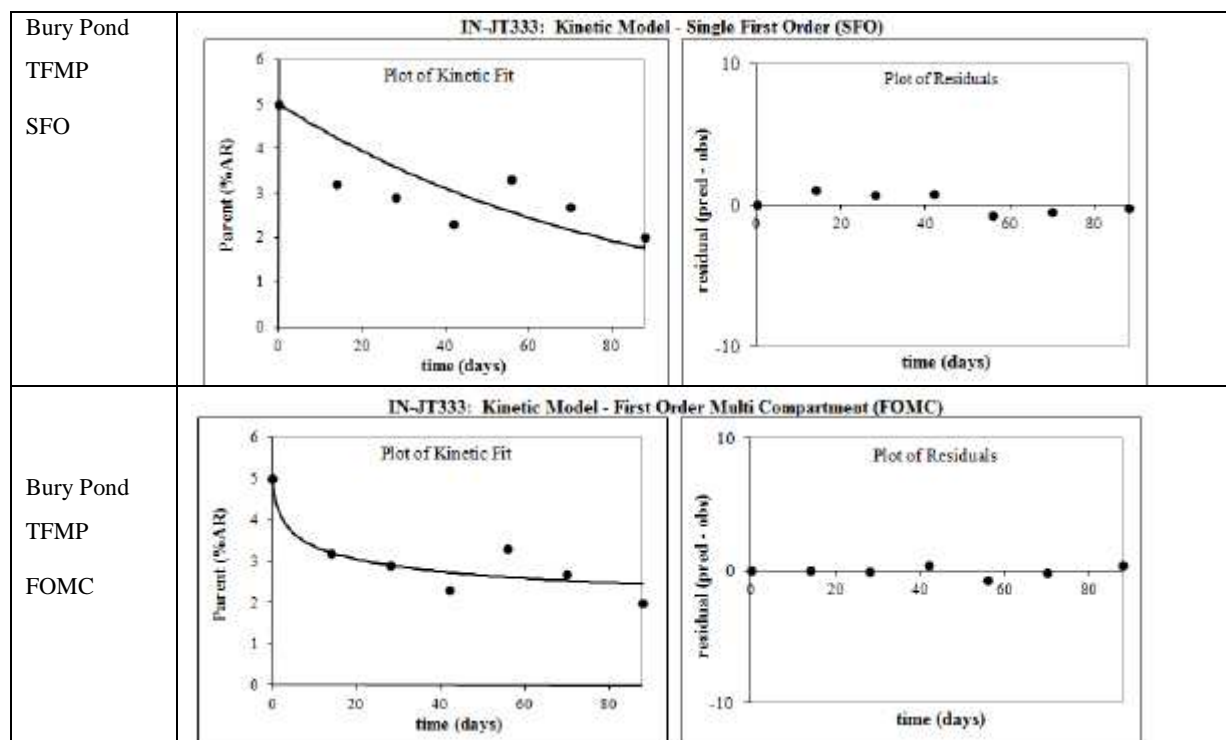 Bury Pond
TFMP
SFO
IN-JT333: Kinetic Model - Single First Order (SFO)
Plot of Kinetic Fit
Parent (%AR)
6
5
4
3
2
1
0
0 20 40 60 80
time (days)
Plot of Residuals
residual (pred - obs)
10
0
-10
0 20 40 60 80
time (days)
Bury Pond
TFMP
FOMC
IN-JT333: Kinetic Model - First Order Multi Compartment (FOMC)
Plot of Kinetic Fit
Parent (%AR)
6
5
4
3
2
1
0
0 20 40 60 80
time (days)
Plot of Residuals
residual (pred - obs)
10
0
-10
0 20 40 60 80
time (days)